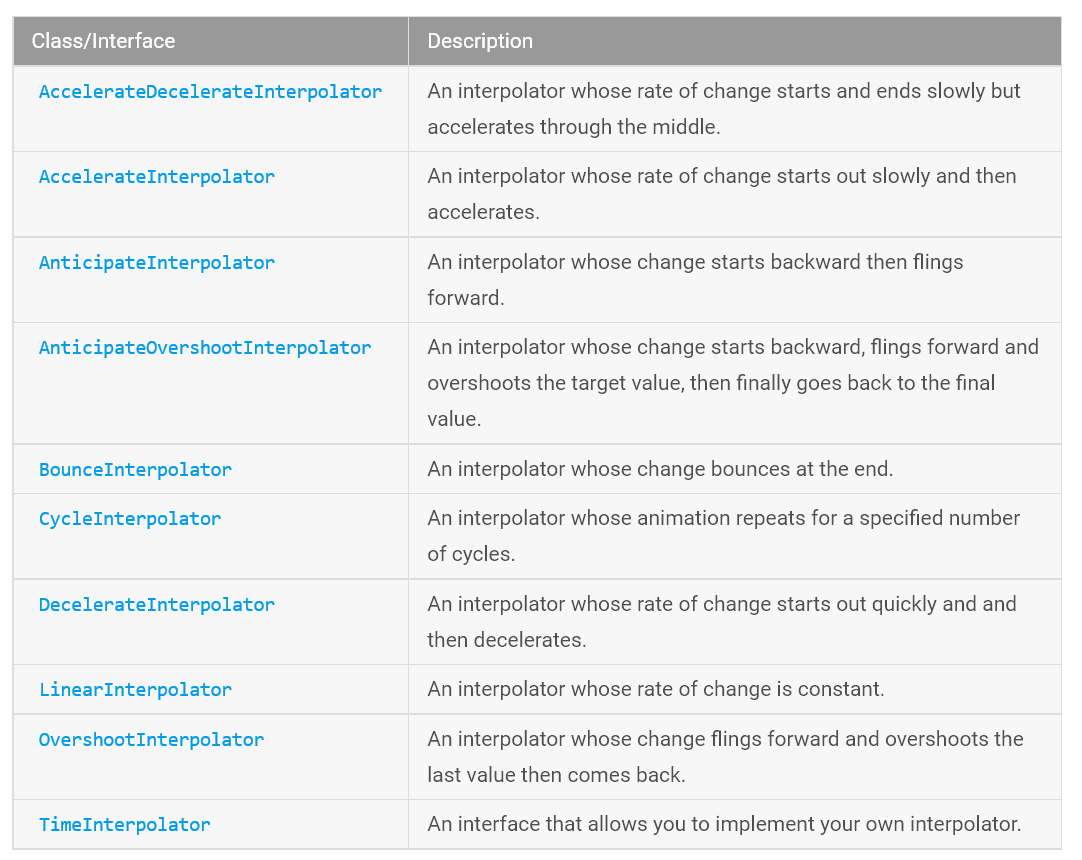 Class/Interface Description
AccelerateDecelerateInterpolator An interpolator whose rate of change starts and ends slowly but
accelerates through the middle.
AccelerateInterpolator An interpolator whose rate of change starts out slowly and then
accelerates.
AnticipateInterpolator An interpolator whose change starts backward then flings
forward.
AnticipateOvershootInterpolator An interpolator whose change starts backward, flings forward and
overshoots the target value, then finally goes back to the final
value.
BounceInterpolator An interpolator whose change bounces at the end.
CycleInterpolator An interpolator whose animation repeats for a specified number
of cycles.
DecelerateInterpolator An interpolator whose rate of change starts out quickly and and
then decelerates.
LinearInterpolator An interpolator whose rate of change is constant.
OvershootInterpolator An interpolator whose change flings forward and overshoots the
last value then comes back.
TimeInterpolator An interface that allows you to implement your own interpolator.